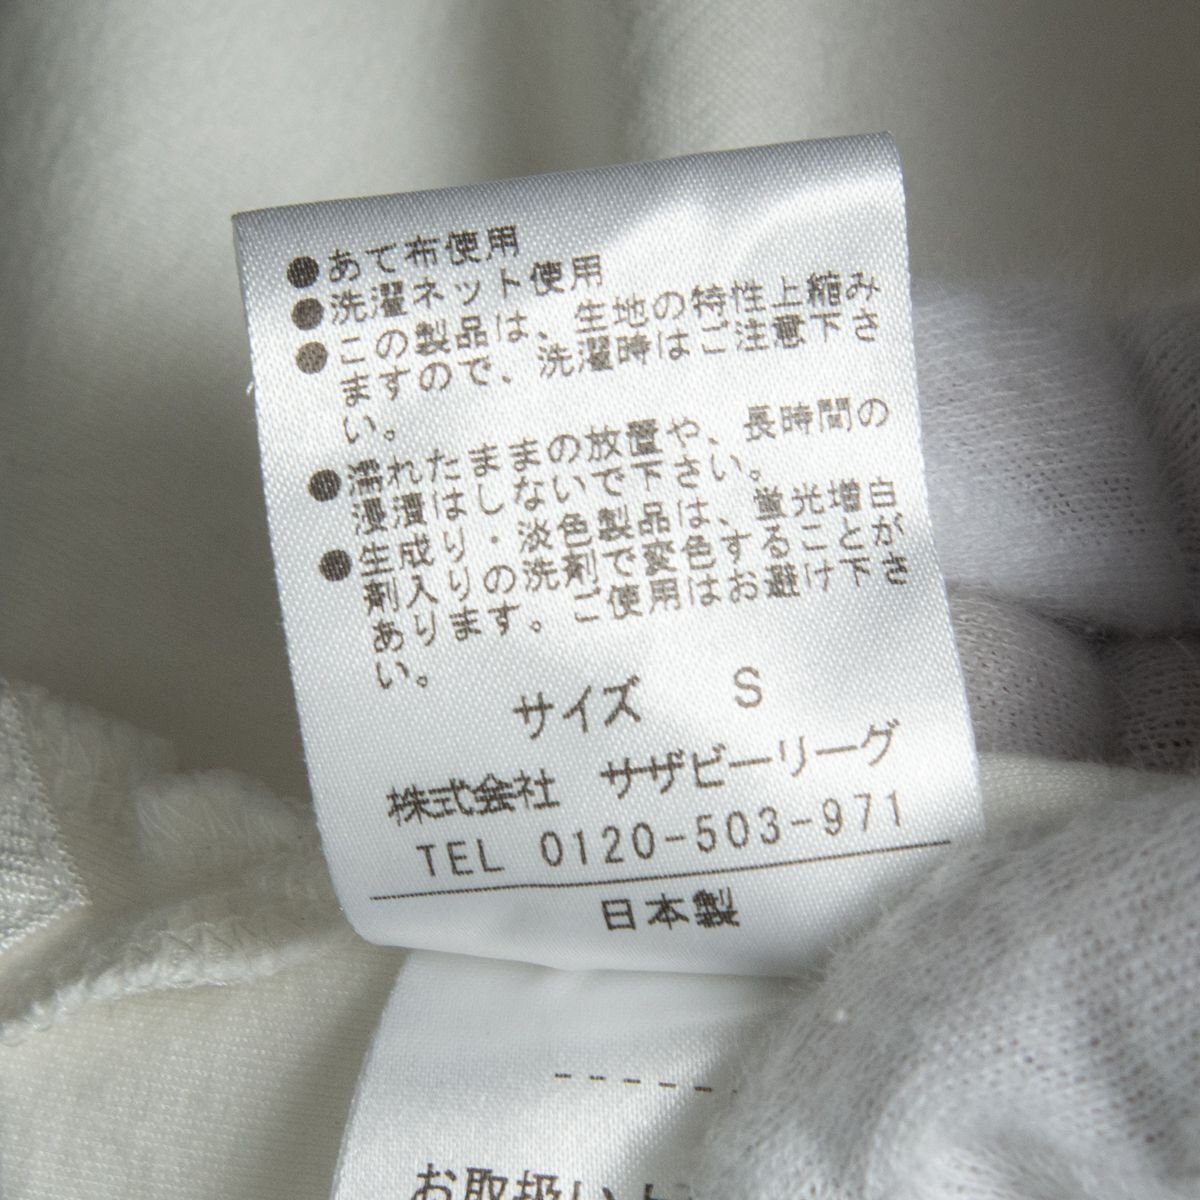 ●あて布使用
●洗濯ネット使用
●この製品は、生地の特性上縮み
ますので、洗濯時はご注意下さ
い。
●濡れたままの放置や、長時間の
浸漬はしないで下さい。
●生成り・淡色製品は、蛍光増白
剤入りの洗剤で変色することが
あります。ご使用はお避け下さ
い。
サイズ S
株式会社 サザビーリーグ
TEL 0120-503-971
日本製
お取扱い